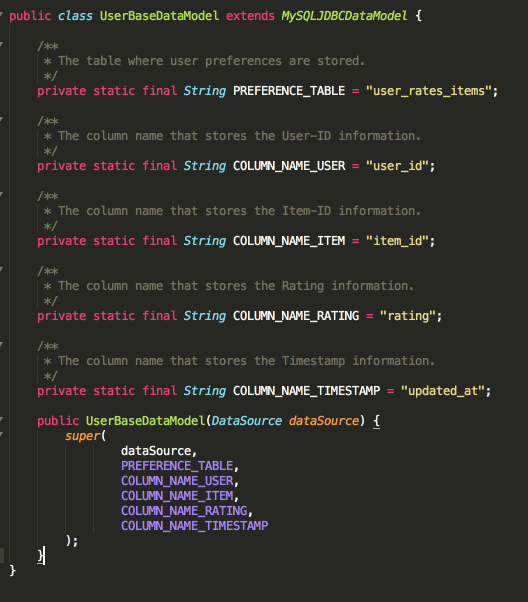 public class UserBaseDataModel extends MySQLJDBCDataModel {
/**
* The table where user preferences are stored.
*/
private static final String PREFERENCE_TABLE = "user_rates_items";
/**
* The column name that stores the User-ID information.
*/
private static final String COLUMN_NAME_USER = "user_id";
/**
* The column name that stores the Item-ID information.
*/
private static final String COLUMN_NAME_ITEM = "item_id";
/**
* The column name that stores the Rating information.
*/
private static final String COLUMN_NAME_RATING = "rating";
/**
* The column name that stores the Timestamp information.
*/
private static final String COLUMN_NAME_TIMESTAMP = "updated_at";
public UserBaseDataModel(DataSource dataSource) {
super(
dataSource,
PREFERENCE_TABLE,
COLUMN_NAME_USER,
COLUMN_NAME_ITEM,
COLUMN_NAME_RATING,
COLUMN_NAME_TIMESTAMP
);
}
}